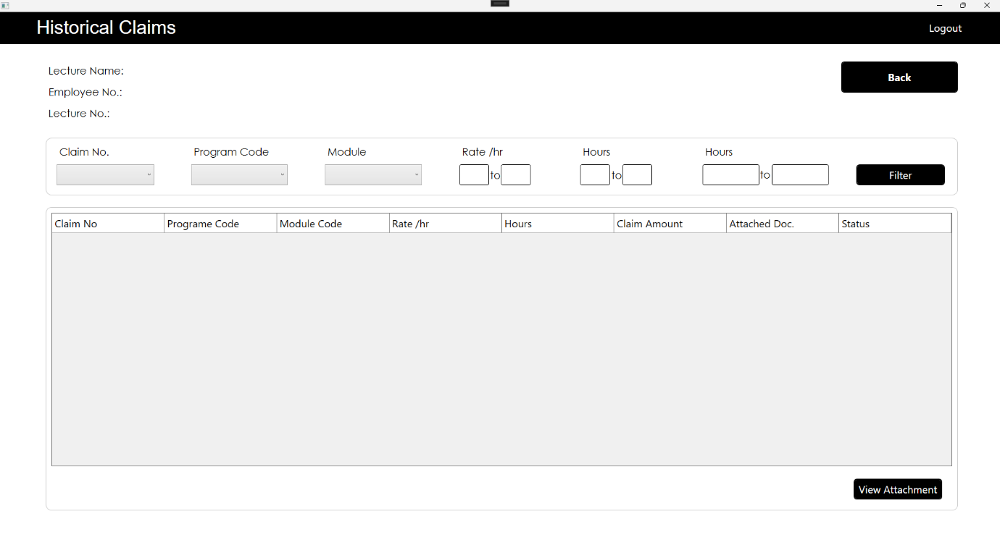 Historical Claims
Logout
Lecture Name:
Back
Employee No.:
Lecture No.:
Claim No. Program Code Module Rate /hr Hours Hours
to to to Filter
Claim No Programe Code Module Code Rate /hr Hours Claim Amount Attached Doc. Status
View Attachment